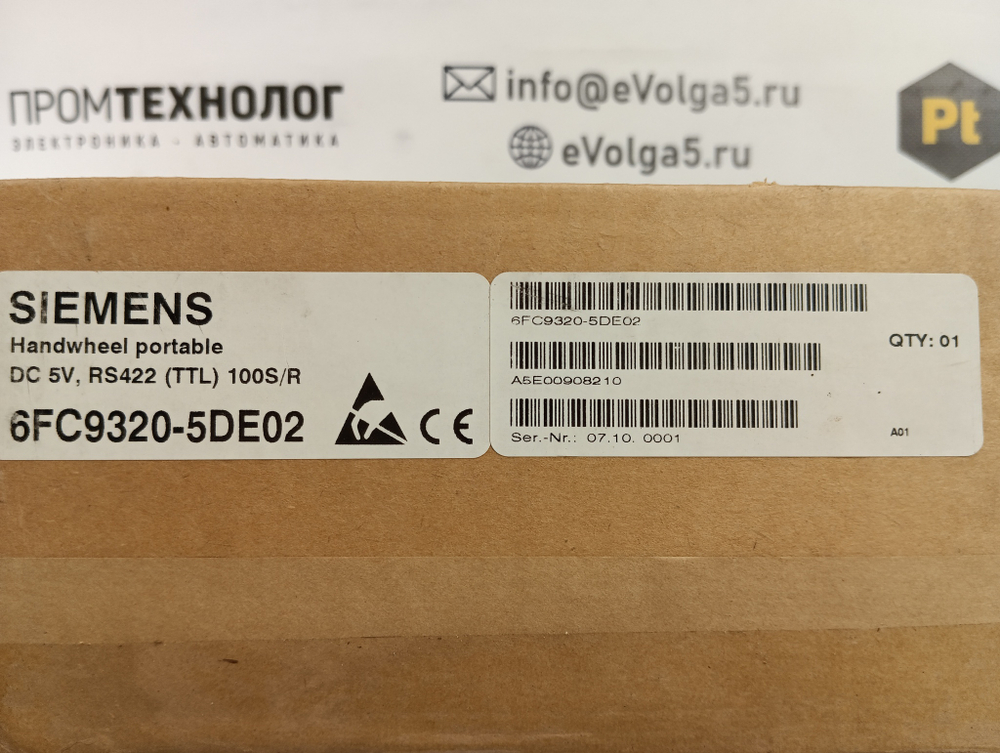 ПРОМТЕХНОЛОГ
ЭЛЕКТРОНИКА - АВТОМАТИКА
info@eVolga5.ru
eVolga5.ru
Pt
SIEMENS
Handwheel portable
DC 5V, RS422 (TTL) 100S/R
6FC9320-5DE02
CE
6FC9320-5DE02
QTY: 01
A5E00908210
Ser.-Nr.: 07.10. 0001
A01